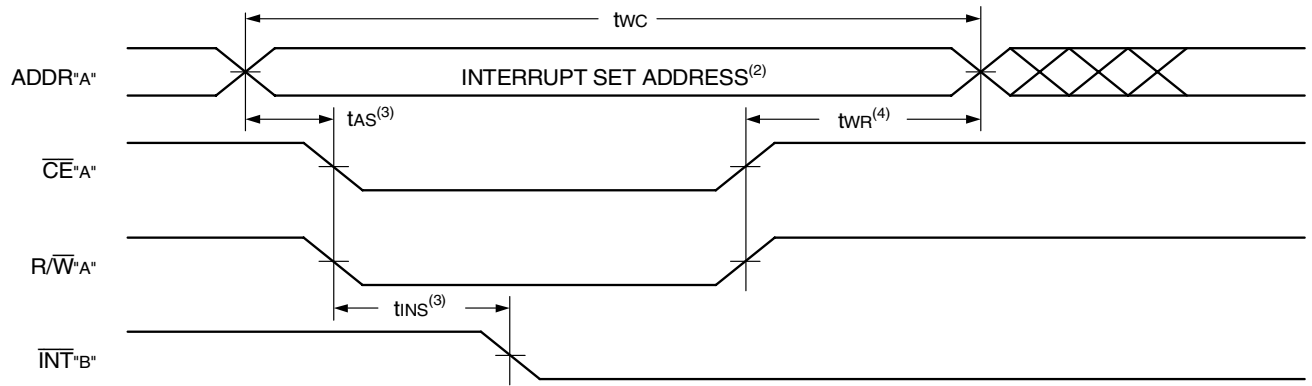 tWC
ADDR"A" INTERRUPT SET ADDRESS(2)
tAS(3) tWR(4)
CE"A"
R/W"A"
tINS(3)
INT"B"